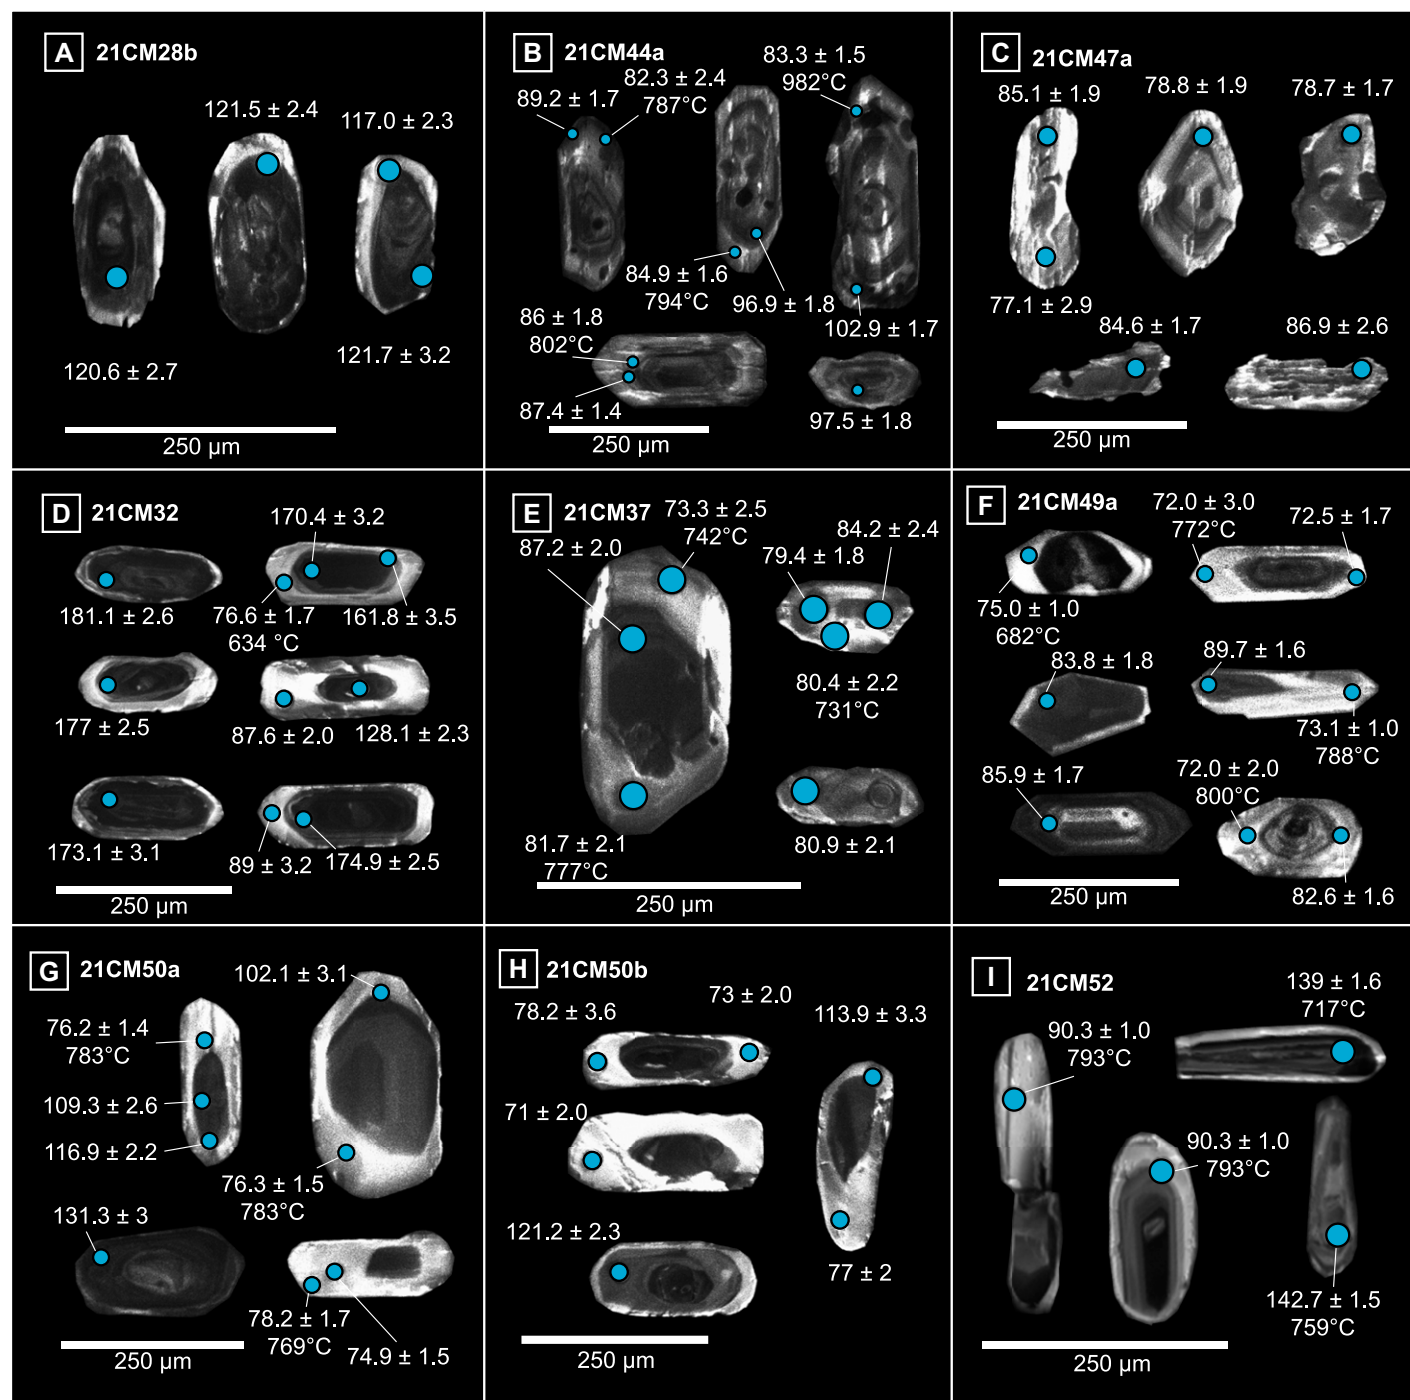 A 21CM28b
121.5 ± 2.4
117.0 ± 2.3
120.6 ± 2.7
121.7 ± 3.2
250 µm
B 21CM44a
83.3 ± 1.5
982°C
82.3 ± 2.4
787°C
89.2 ± 1.7
84.9 ± 1.6
794°C
96.9 ± 1.8
102.9 ± 1.7
86 ± 1.8
802°C
87.4 ± 1.4
97.5 ± 1.8
250 µm
C 21CM47a
85.1 ± 1.9
78.8 ± 1.9
78.7 ± 1.7
77.1 ± 2.9
84.6 ± 1.7
86.9 ± 2.6
250 µm
D 21CM32
170.4 ± 3.2
181.1 ± 2.6
76.6 ± 1.7
634 °C
161.8 ± 3.5
177 ± 2.5
87.6 ± 2.0
128.1 ± 2.3
173.1 ± 3.1
89 ± 3.2
174.9 ± 2.5
250 µm
E 21CM37
73.3 ± 2.5
742°C
87.2 ± 2.0
84.2 ± 2.4
79.4 ± 1.8
80.4 ± 2.2
731°C
81.7 ± 2.1
777°C
80.9 ± 2.1
250 µm
F 21CM49a
72.0 ± 3.0
772°C
72.5 ± 1.7
75.0 ± 1.0
682°C
83.8 ± 1.8
89.7 ± 1.6
73.1 ± 1.0
788°C
85.9 ± 1.7
72.0 ± 2.0
800°C
82.6 ± 1.6
250 µm
G 21CM50a
102.1 ± 3.1
76.2 ± 1.4
783°C
109.3 ± 2.6
116.9 ± 2.2
76.3 ± 1.5
783°C
131.3 ± 3
78.2 ± 1.7
769°C
74.9 ± 1.5
250 µm
H 21CM50b
78.2 ± 3.6
73 ± 2.0
113.9 ± 3.3
71 ± 2.0
121.2 ± 2.3
77 ± 2
250 µm
I 21CM52
139 ± 1.6
717°C
90.3 ± 1.0
793°C
90.3 ± 1.0
793°C
142.7 ± 1.5
759°C
250 µm